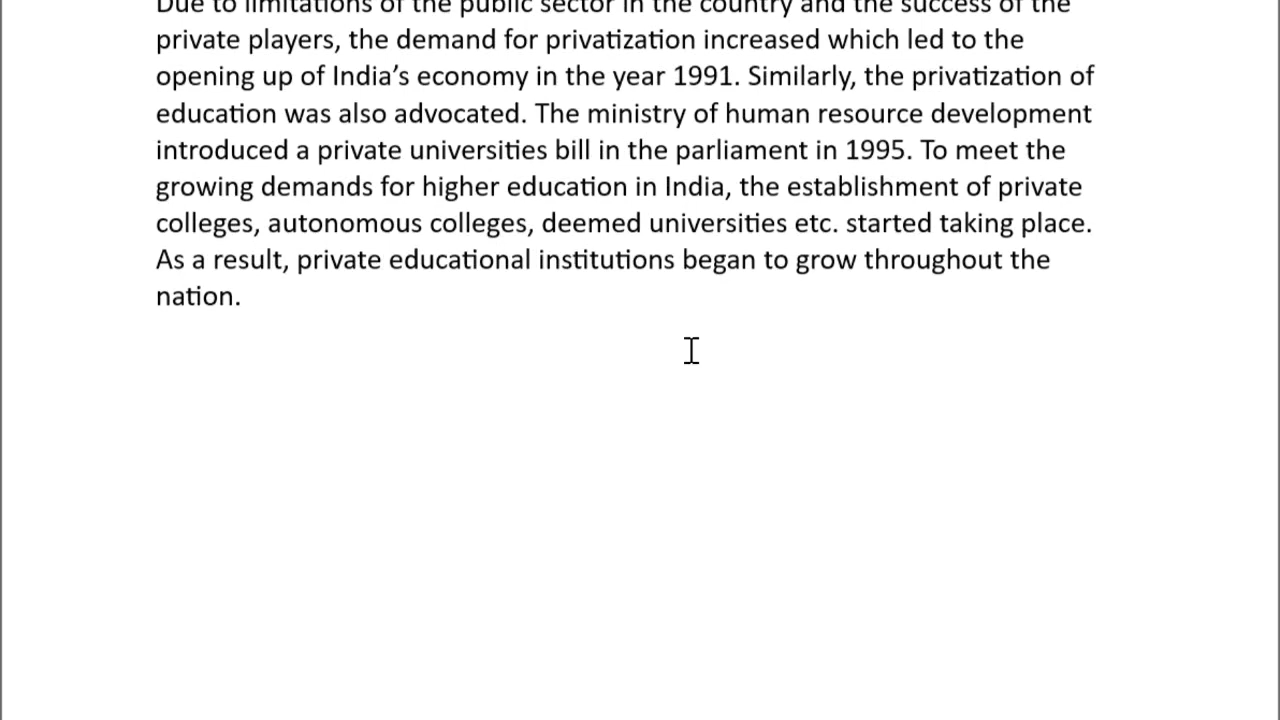 Due to limitations of the public sector in the country and the success of the
private players, the demand for privatization increased which led to the
opening up of India’s economy in the year 1991. Similarly, the privatization of
education was also advocated. The ministry of human resource development
introduced a private universities bill in the parliament in 1995. To meet the
growing demands for higher education in India, the establishment of private
colleges, autonomous colleges, deemed universities etc. started taking place.
As a result, private educational institutions began to grow throughout the
nation.